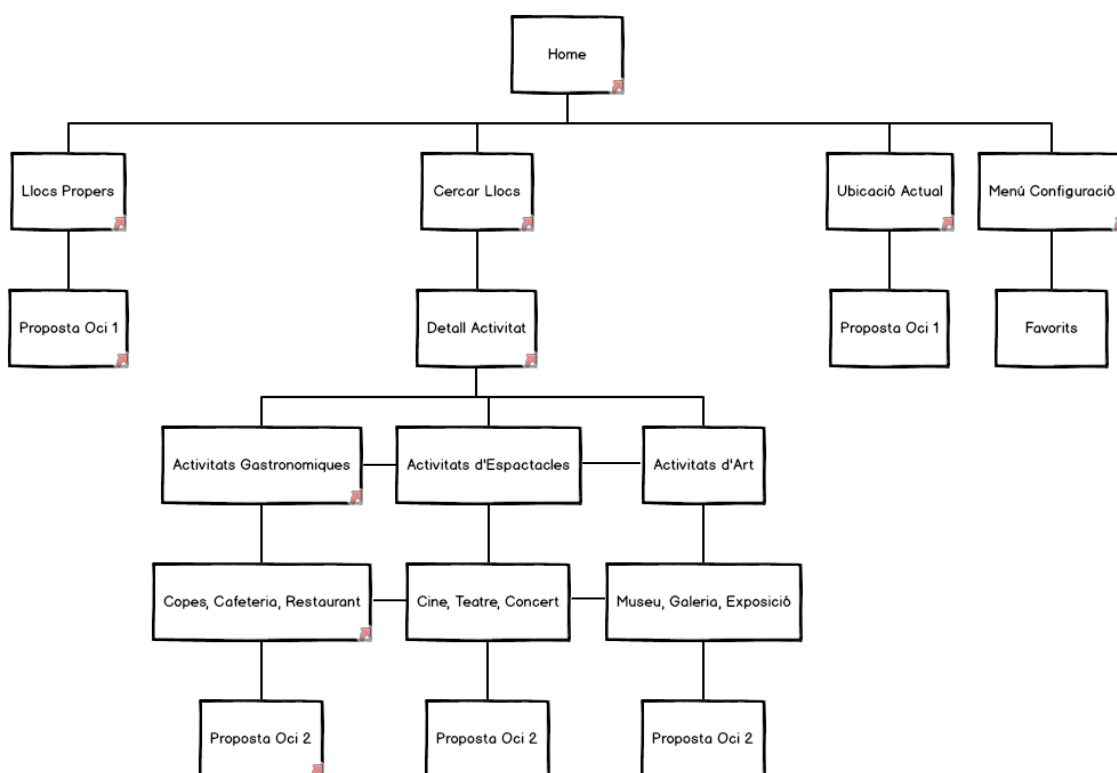 Home
Llocs Propers
Cercar Llocs
Ubicació Actual
Menú Configuració
Proposta Oci 1
Detall Activitat
Proposta Oci 1
Favorits
Activitats Gastronomiques
Activitats d'Espactacles
Activitats d'Art
Copes, Cafeteria, Restaurant
Cine, Teatre, Concert
Museu, Galeria, Exposició
Proposta Oci 2
Proposta Oci 2
Proposta Oci 2